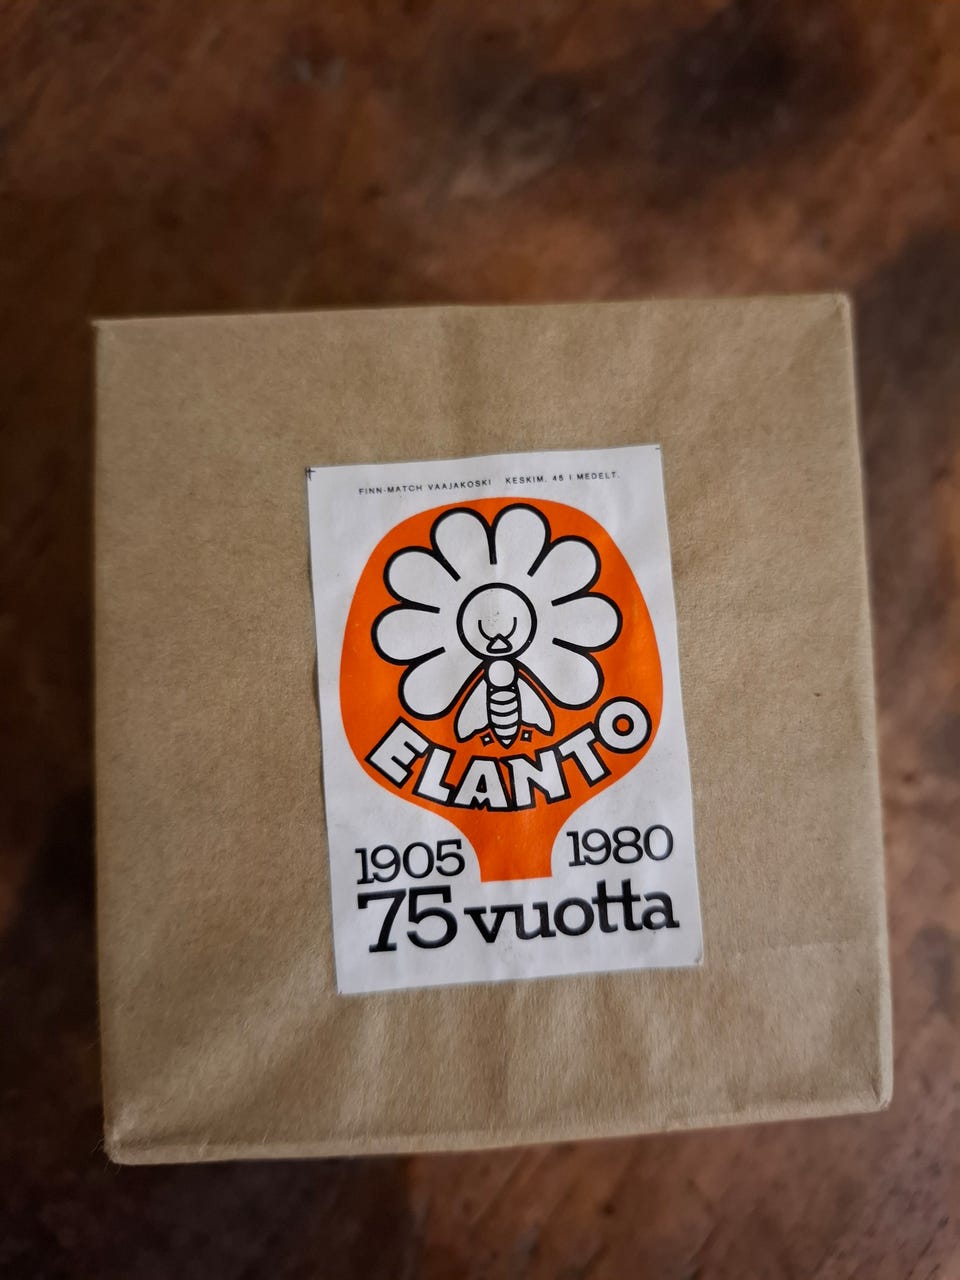 FINN-MATCH VAAJAKOSKI KESKIM. 45 I MEDELT.
ELANTO
1905 1980
75 vuotta